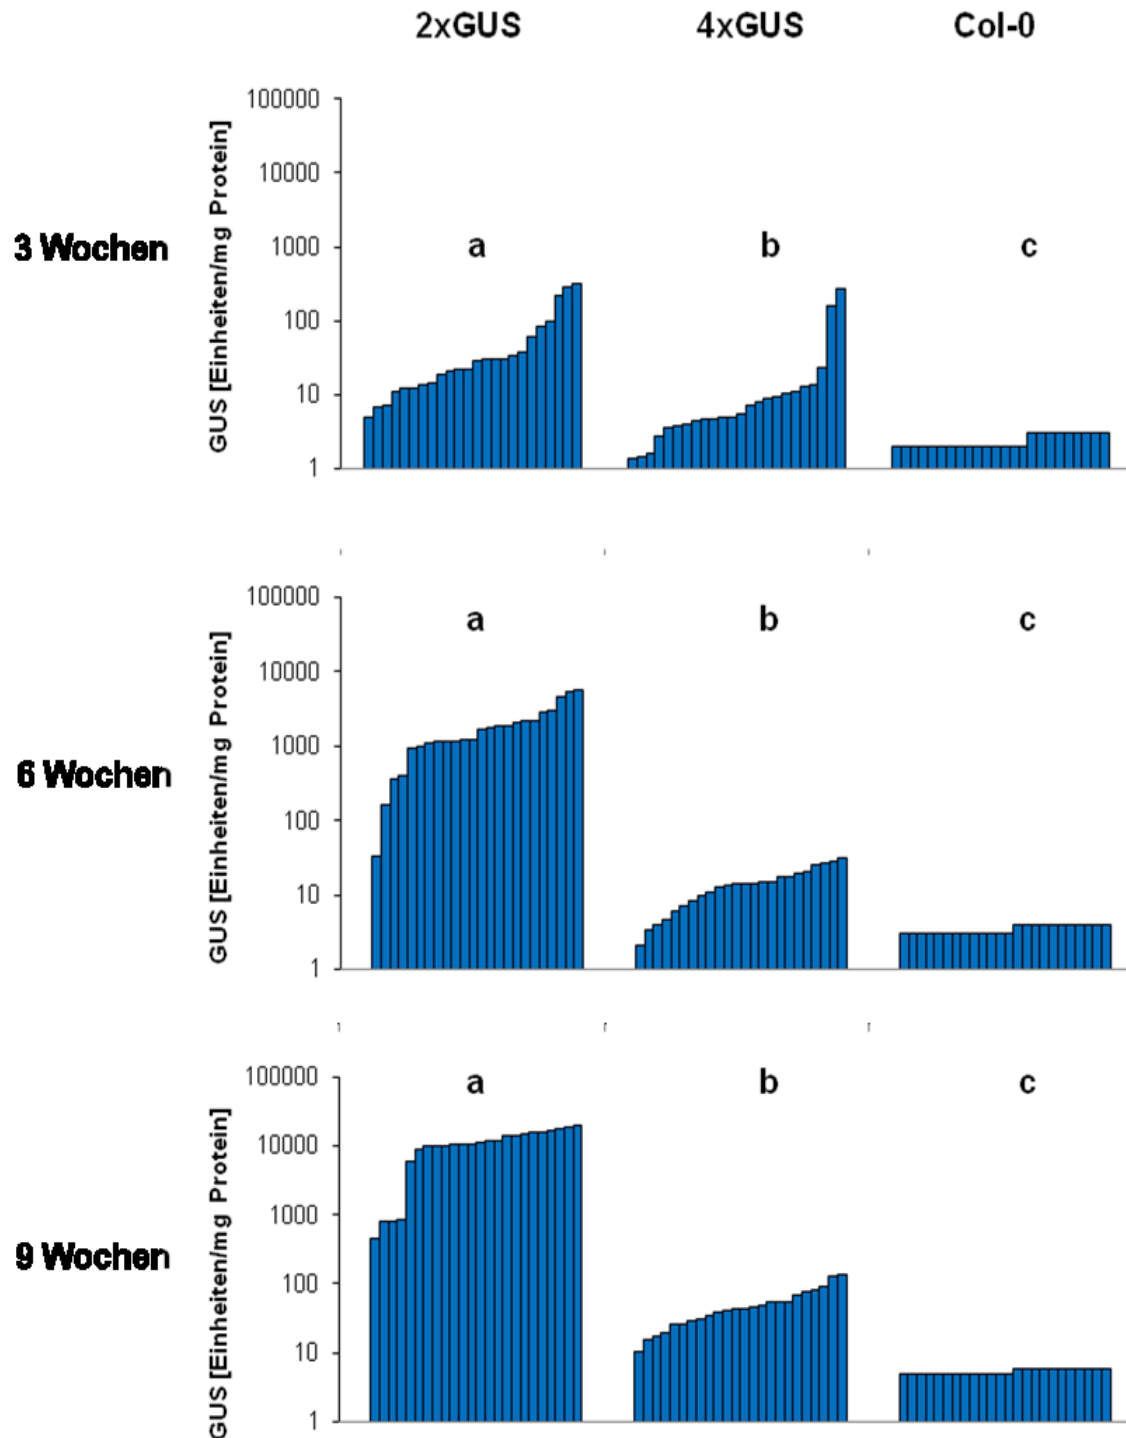 2xGUS 4xGUS Col-0
3 Wochen
GUS [Einheiten/mg Protein]
100000
10000
1000
100
10
1
a b c
6 Wochen
GUS [Einheiten/mg Protein]
100000
10000
1000
100
10
1
a b c
9 Wochen
GUS [Einheiten/mg Protein]
100000
10000
1000
100
10
1
a b c